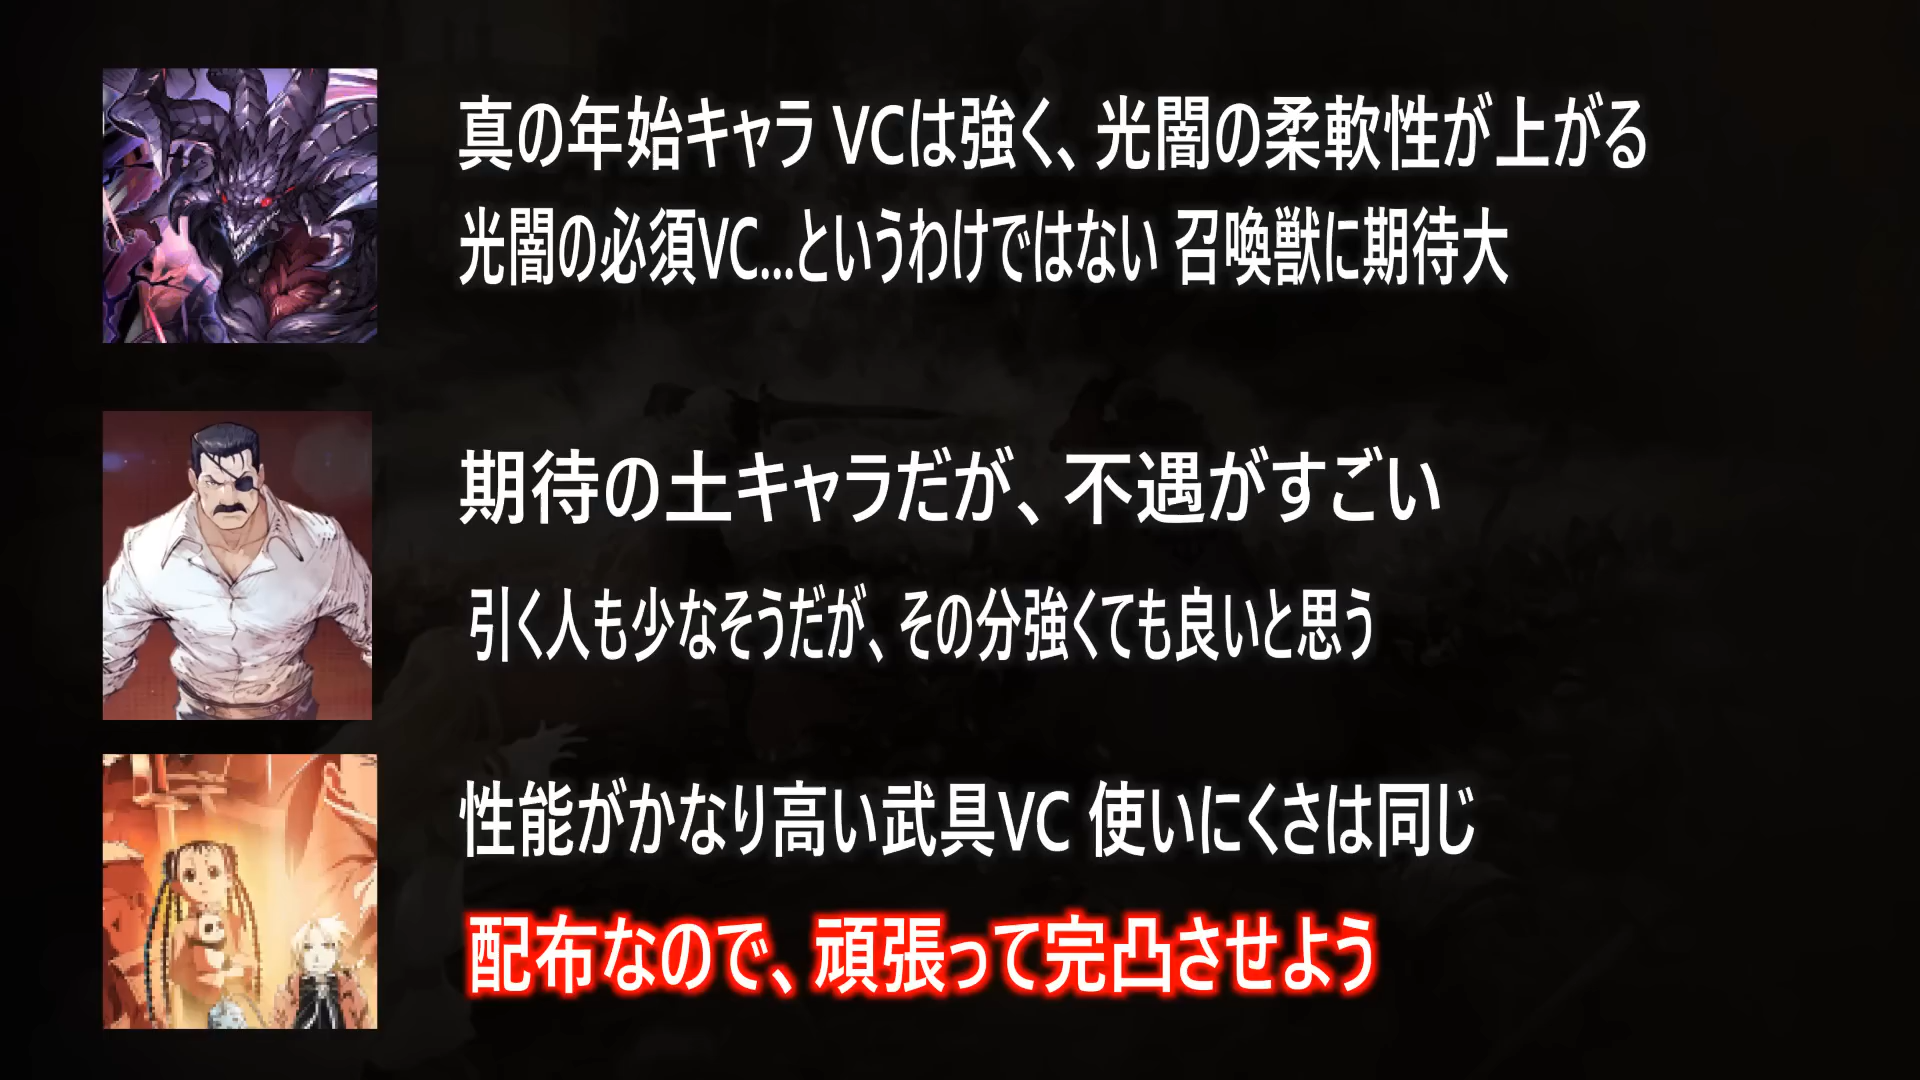 真の年始キャラ VCは強く、光闇の柔軟性が上がる
光闇の必須VC...というわけではない 召喚獣に期待大
期待の土キャラだが、不遇がすごい
引く人も少なそうだが、その分強くても良いと思う
性能がかなり高い武具VC 使いにくさは同じ
配布なので、頑張って完凸させよう